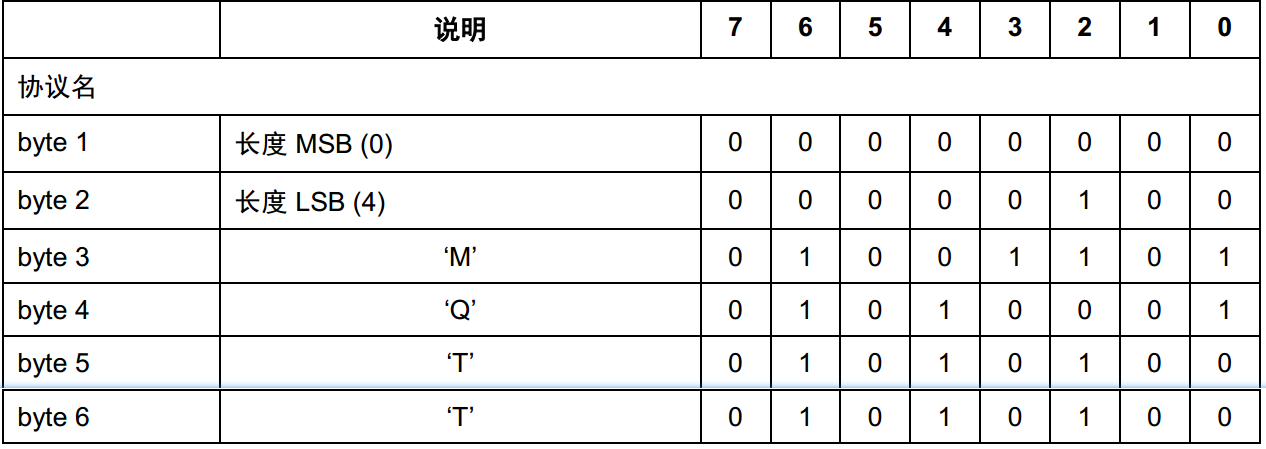 说明 7 6 5 4 3 2 1 0
协议名
byte 1 长度 MSB (0) 0 0 0 0 0 0 0 0
byte 2 长度 LSB (4) 0 0 0 0 0 1 0 0
byte 3 ‘M’ 0 1 0 0 1 1 0 1
byte 4 ‘Q’ 0 1 0 1 0 0 0 1
byte 5 ‘T’ 0 1 0 1 0 1 0 0
byte 6 ‘T’ 0 1 0 1 0 1 0 0